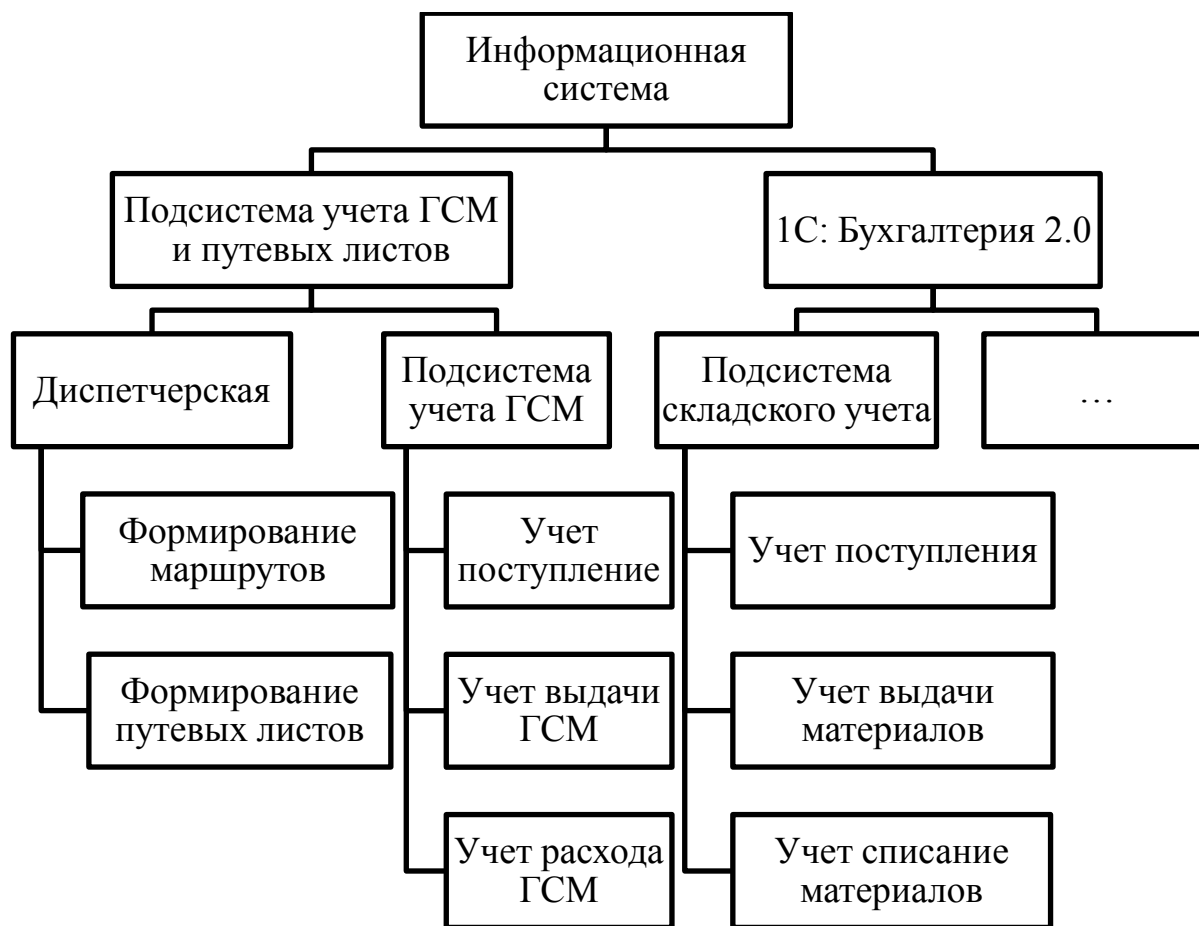 Информационная
система
Подсистема учета ГСМ
и путевых листов
1С: Бухгалтерия 2.0
Диспетчерская
Подсистема
учета ГСМ
Подсистема
складского учета
...
Формирование
маршрутов
Учет
поступление
Учет поступления
Формирование
путевых листов
Учет выдачи
ГСМ
Учет выдачи
материалов
Учет расхода
ГСМ
Учет списание
материалов